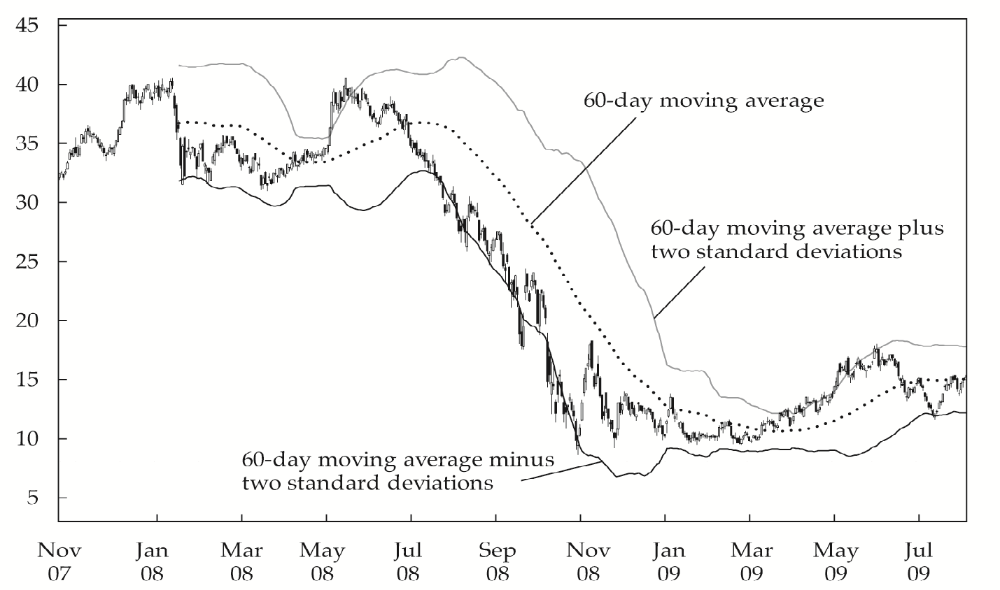 45
40
35
30
25
20
15
10
5
60-day moving average
60-day moving average plus
two standard deviations
60-day moving average minus
two standard deviations
Nov Jan Mar May Jul Sep Nov Jan Mar May Jul
07 08 08 08 08 08 08 09 09 09 09